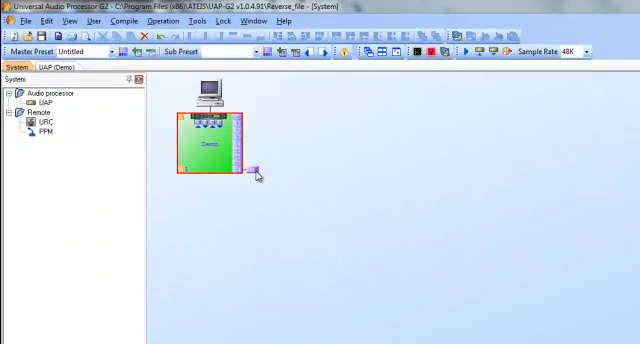 Universal Audio Processor G2 - C:\Program Files (x86)\ATEIS\UAP-G2 v1.0.4.91\Reverse_file - [System]
File Edit View User Compile Operation Tools Lock Window Help
Master Preset Untitled Sub Preset Sample Rate 48K
System UAP (Demo)
System
Audio processor
UAP
Remote
URC
PPM
Demo
1